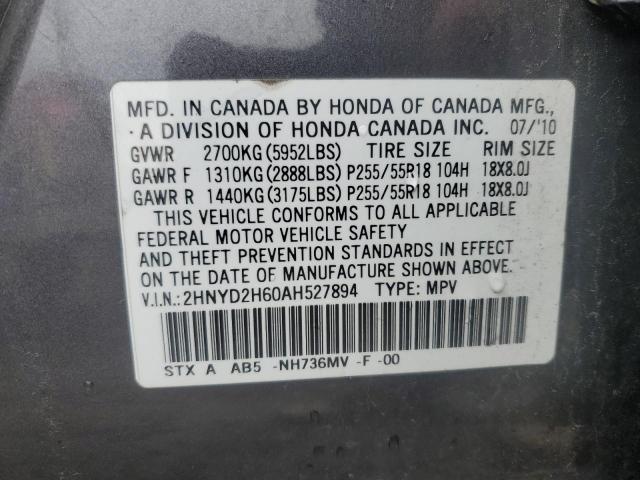 MFD. IN CANADA BY HONDA OF CANADA MFG.,
A DIVISION OF HONDA CANADA INC. 07/'10
GVWR 2700KG(5952LBS) TIRE SIZE RIM SIZE
GAWR F 1310KG(2888LBS) P255/55R18 104H 18X8.0J
GAWR R 1440KG(3175LBS) P255/55R18 104H 18X8.0J
THIS VEHICLE CONFORMS TO ALL APPLICABLE
FEDERAL MOTOR VEHICLE SAFETY
AND THEFT PREVENTION STANDARDS IN EFFECT
ON THE DATE OF MANUFACTURE SHOWN ABOVE.
V.I.N.: 2HNYD2H60AH527894 TYPE: MPV
STX A AB5 -NH736MV -F -00